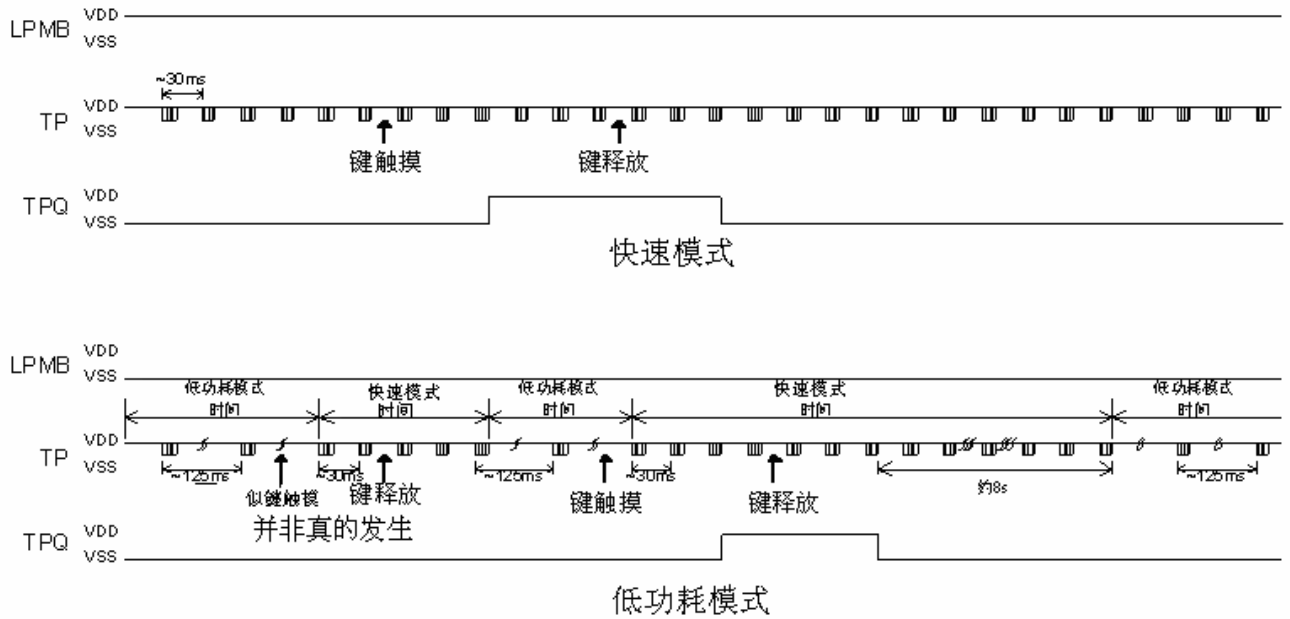 LPMB VDD
VSS
~30ms
TP VDD
VSS
键触摸 键释放
TPQ VDD
VSS
快速模式
LPMB VDD
VSS
低功耗模式 快速模式 低功耗模式 快速模式 低功耗模式
时间 时间 时间 时间 时间
TP VDD
VSS
~125ms ~30ms ~125ms ~30ms 约8s ~125ms
似键触摸 键释放 键触摸 键释放
并非真的发生
TPQ VDD
VSS
低功耗模式